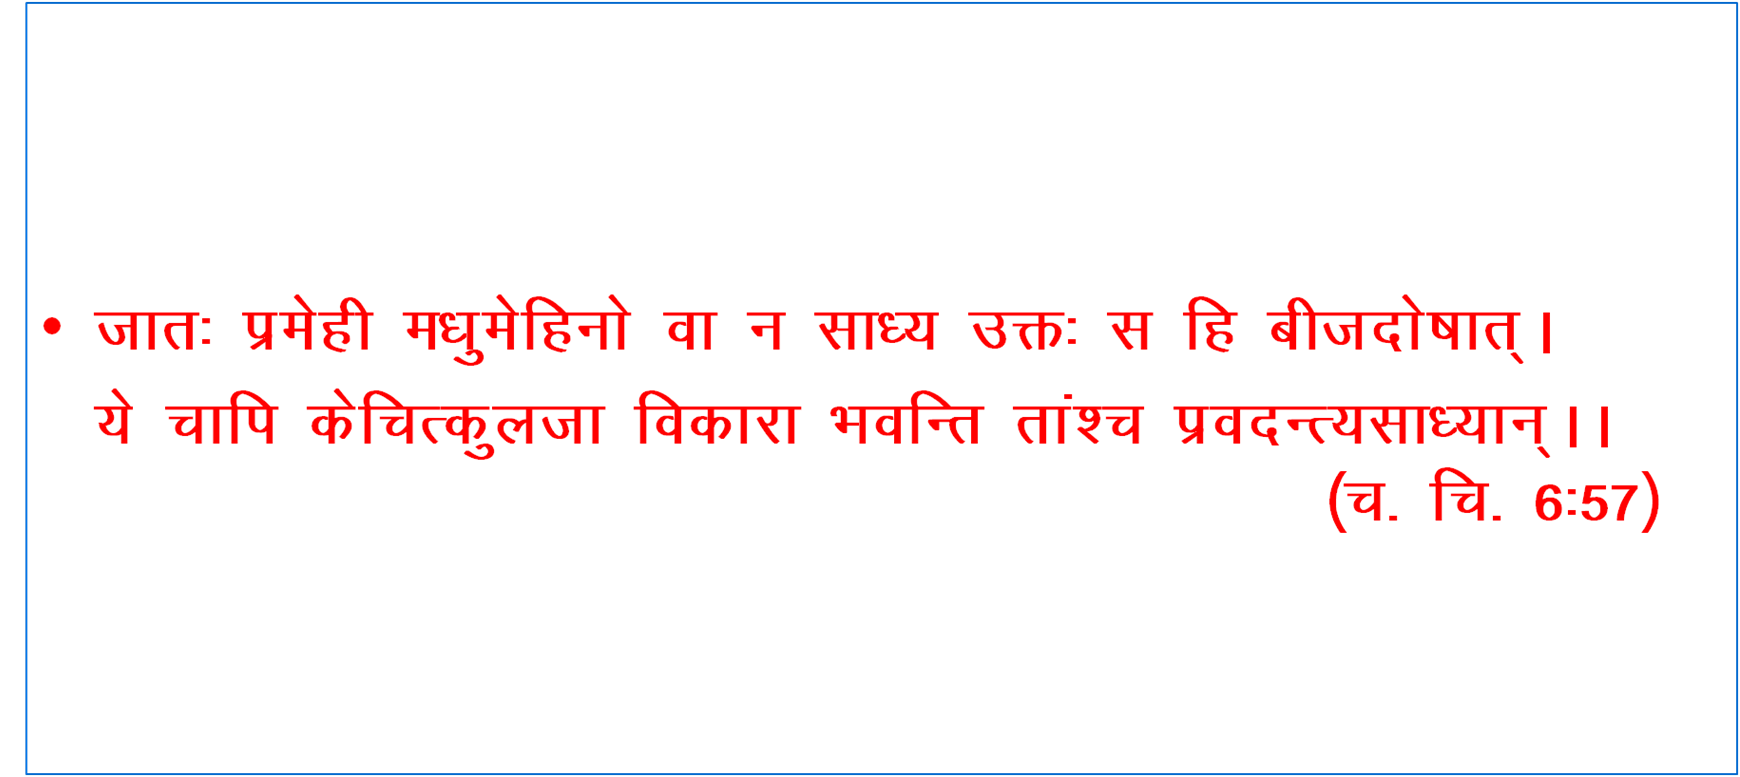 • जातः प्रमेही मधुमेहिनो वा न साध्य उक्तः स हि बीजदोषात्।
ये चापि केचित्कुलजा विकारा भवन्ति तांश्च प्रवदन्त्यसाध्यान्।।
(च. चि. 6:57)